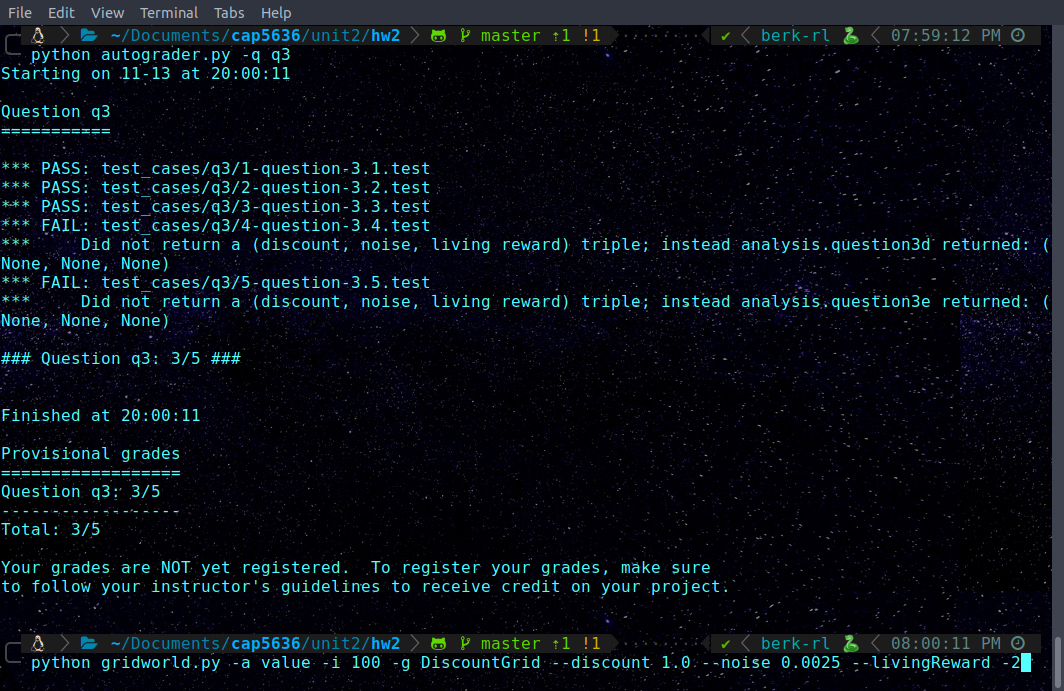 File Edit View Terminal Tabs Help
~/Documents/cap5636/unit2/hw2 master ⇡1 !1 ✔ berk-rl 07:59:12 PM
python autograder.py -q q3
Starting on 11-13 at 20:00:11
Question q3
===========
*** PASS: test_cases/q3/1-question-3.1.test
*** PASS: test_cases/q3/2-question-3.2.test
*** PASS: test_cases/q3/3-question-3.3.test
*** FAIL: test_cases/q3/4-question-3.4.test
***     Did not return a (discount, noise, living reward) triple; instead analysis.question3d returned: (
None, None, None)
*** FAIL: test_cases/q3/5-question-3.5.test
***     Did not return a (discount, noise, living reward) triple; instead analysis.question3e returned: (
None, None, None)
### Question q3: 3/5 ###
Finished at 20:00:11
Provisional grades
==================
Question q3: 3/5
------------------
Total: 3/5
Your grades are NOT yet registered.  To register your grades, make sure
to follow your instructor's guidelines to receive credit on your project.
~/Documents/cap5636/unit2/hw2 master ⇡1 !1 ✔ berk-rl 08:00:11 PM
python gridworld.py -a value -i 100 -g DiscountGrid --discount 1.0 --noise 0.0025 --livingReward -2